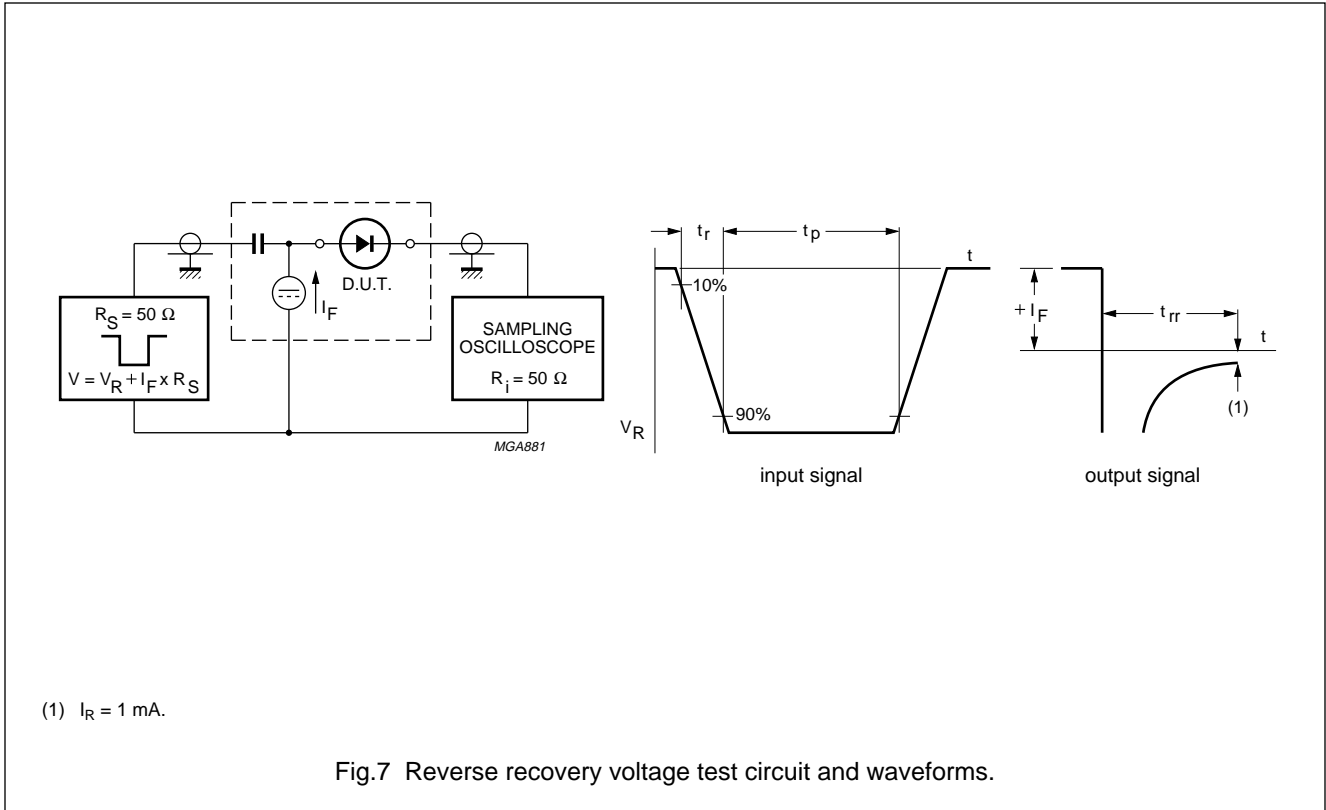 R_S = 50 Ω
V = V_R + I_F x R_S
I_F
D.U.T.
SAMPLING
OSCILLOSCOPE
R_i = 50 Ω
MGA881
t_r
t_p
t
10%
90%
V_R
input signal
+ I_F
t_rr
t
(1)
output signal
(1) I_R = 1 mA.
Fig.7 Reverse recovery voltage test circuit and waveforms.